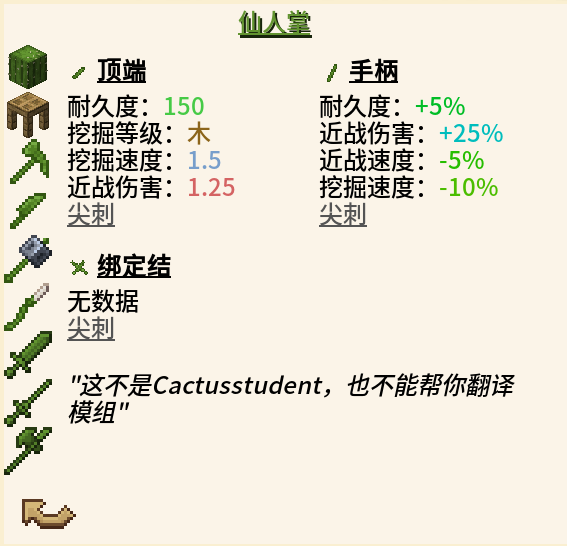 仙人掌
顶端
耐久度：150
挖掘等级：木
挖掘速度：1.5
近战伤害：1.25
尖刺
手柄
耐久度：+5%
近战伤害：+25%
近战速度：-5%
挖掘速度：-10%
尖刺
绑定结
无数据
尖刺
"这不是Cactusstudent，也不能帮你翻译
模组"